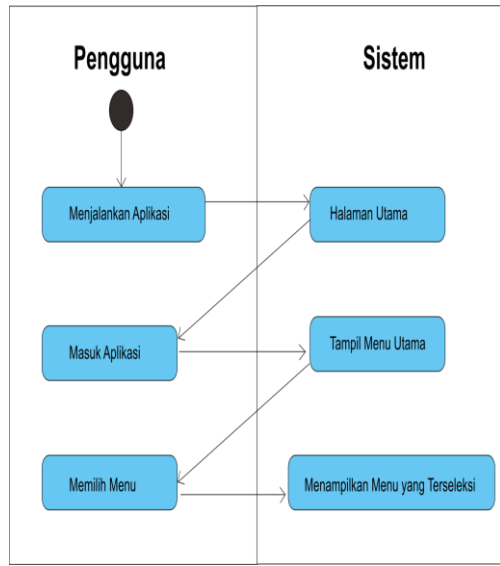 Pengguna
Sistem
Menjalankan Aplikasi
Halaman Utama
Masuk Aplikasi
Tampil Menu Utama
Memilih Menu
Menampilkan Menu yang Terseleksi